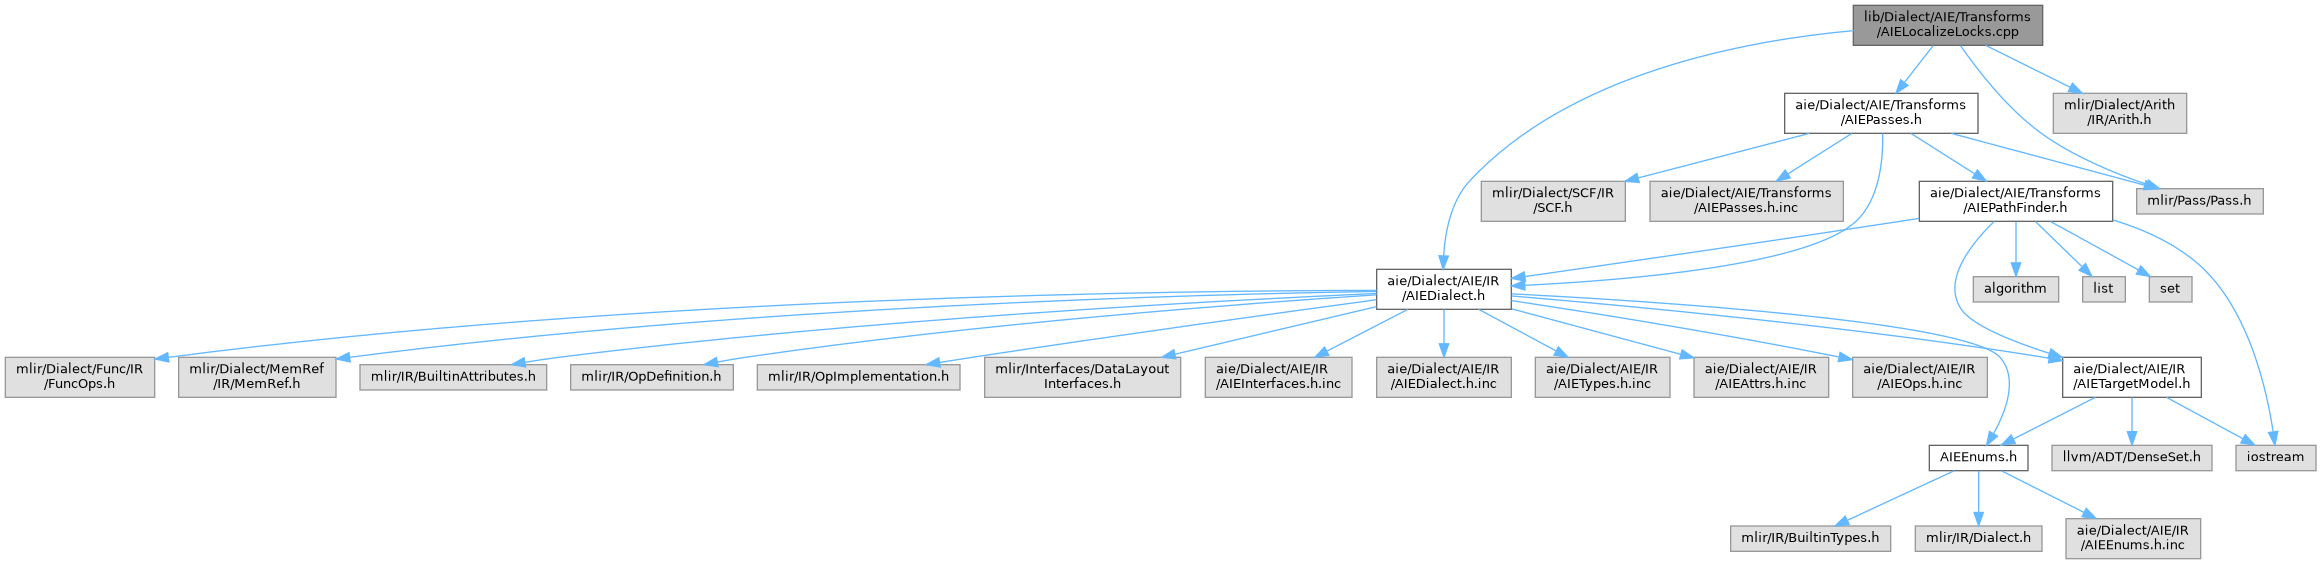 lib/Dialect/AIE/Transforms
/AIELocalizeLocks.cpp
aie/Dialect/AIE/Transforms
/AIEPasses.h
mlir/Dialect/Arith
/IR/Arith.h
mlir/Dialect/SCF/IR
/SCF.h
aie/Dialect/AIE/Transforms
/AIEPasses.h.inc
aie/Dialect/AIE/Transforms
/AIEPathFinder.h
mlir/Pass/Pass.h
aie/Dialect/AIE/IR
/AIEDialect.h
algorithm
list
set
mlir/Dialect/Func/IR
/FuncOps.h
mlir/Dialect/MemRef
/IR/MemRef.h
mlir/IR/BuiltinAttributes.h
mlir/IR/OpDefinition.h
mlir/IR/OpImplementation.h
mlir/Interfaces/DataLayout
Interfaces.h
aie/Dialect/AIE/IR
/AIEInterfaces.h.inc
aie/Dialect/AIE/IR
/AIEDialect.h.inc
aie/Dialect/AIE/IR
/AIETypes.h.inc
aie/Dialect/AIE/IR
/AIEAttrs.h.inc
aie/Dialect/AIE/IR
/AIEOps.h.inc
aie/Dialect/AIE/IR
/AIETargetModel.h
AIEEnums.h
llvm/ADT/DenseSet.h
iostream
mlir/IR/BuiltinTypes.h
mlir/IR/Dialect.h
aie/Dialect/AIE/IR
/AIEEnums.h.inc